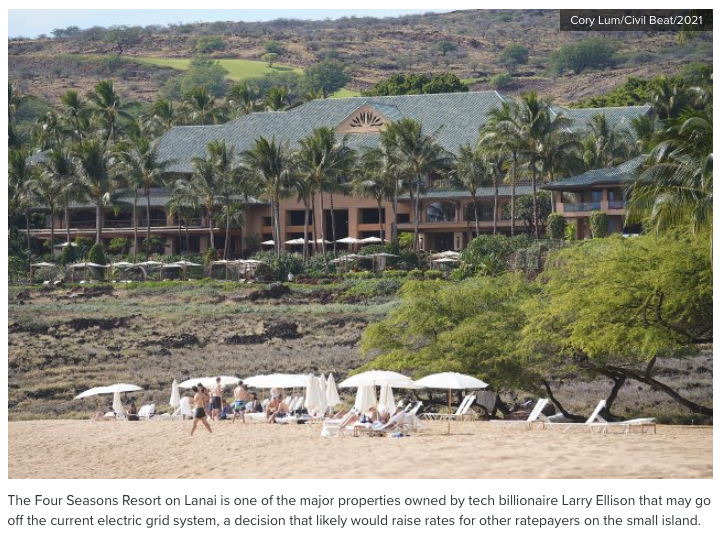 Cory Lum/Civil Beat/2021
The Four Seasons Resort on Lanai is one of the major properties owned by tech billionaire Larry Ellison that may go
off the current electric grid system, a decision that likely would raise rates for other ratepayers on the small island.